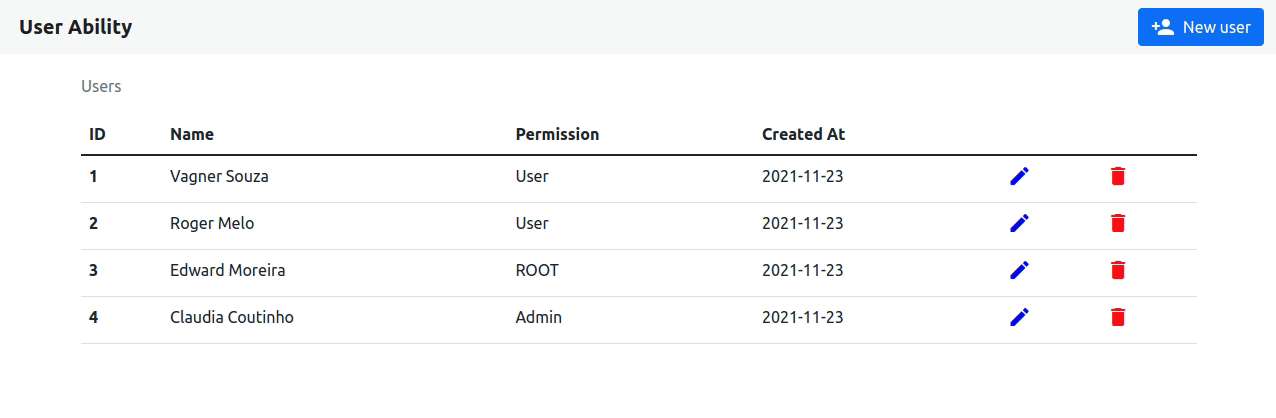 User Ability
New user
Users
ID Name Permission Created At
1 Vagner Souza User 2021-11-23
2 Roger Melo User 2021-11-23
3 Edward Moreira ROOT 2021-11-23
4 Claudia Coutinho Admin 2021-11-23